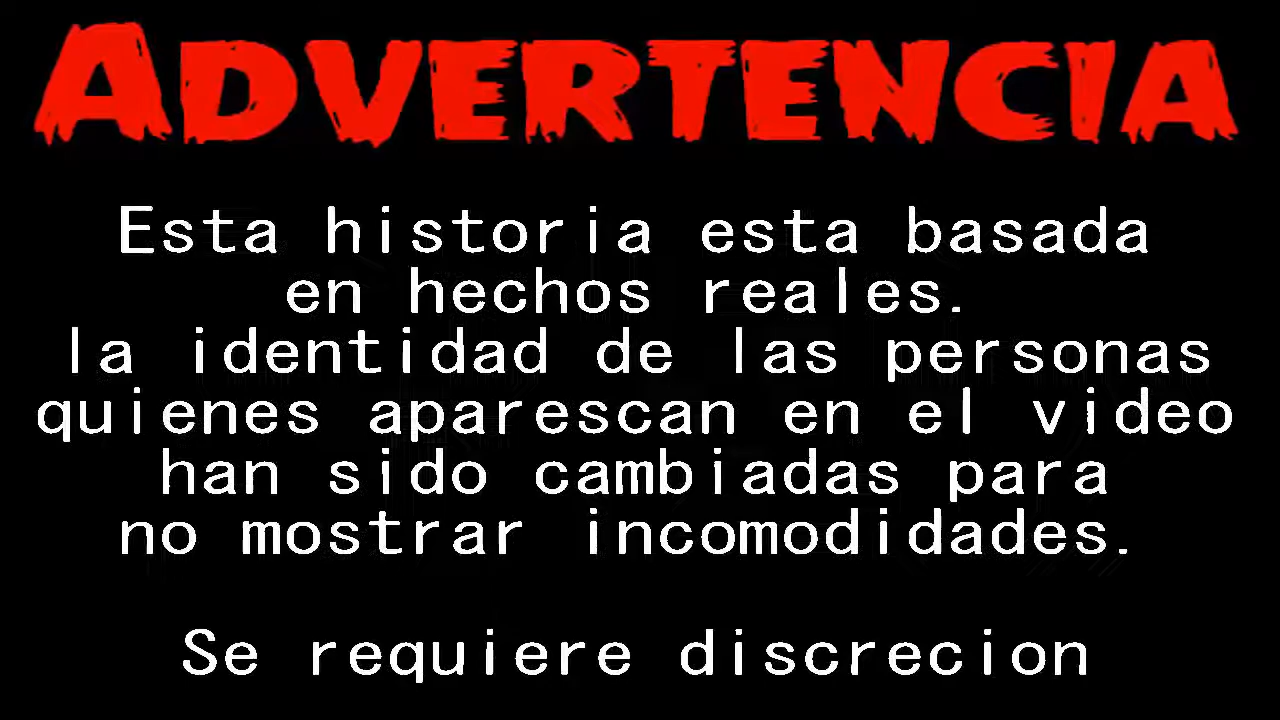 ADVERTENCIA
Esta historia esta basada
en hechos reales.
la identidad de las personas
quienes aparescan en el video
han sido cambiadas para
no mostrar incomodidades.
Se requiere discrecion